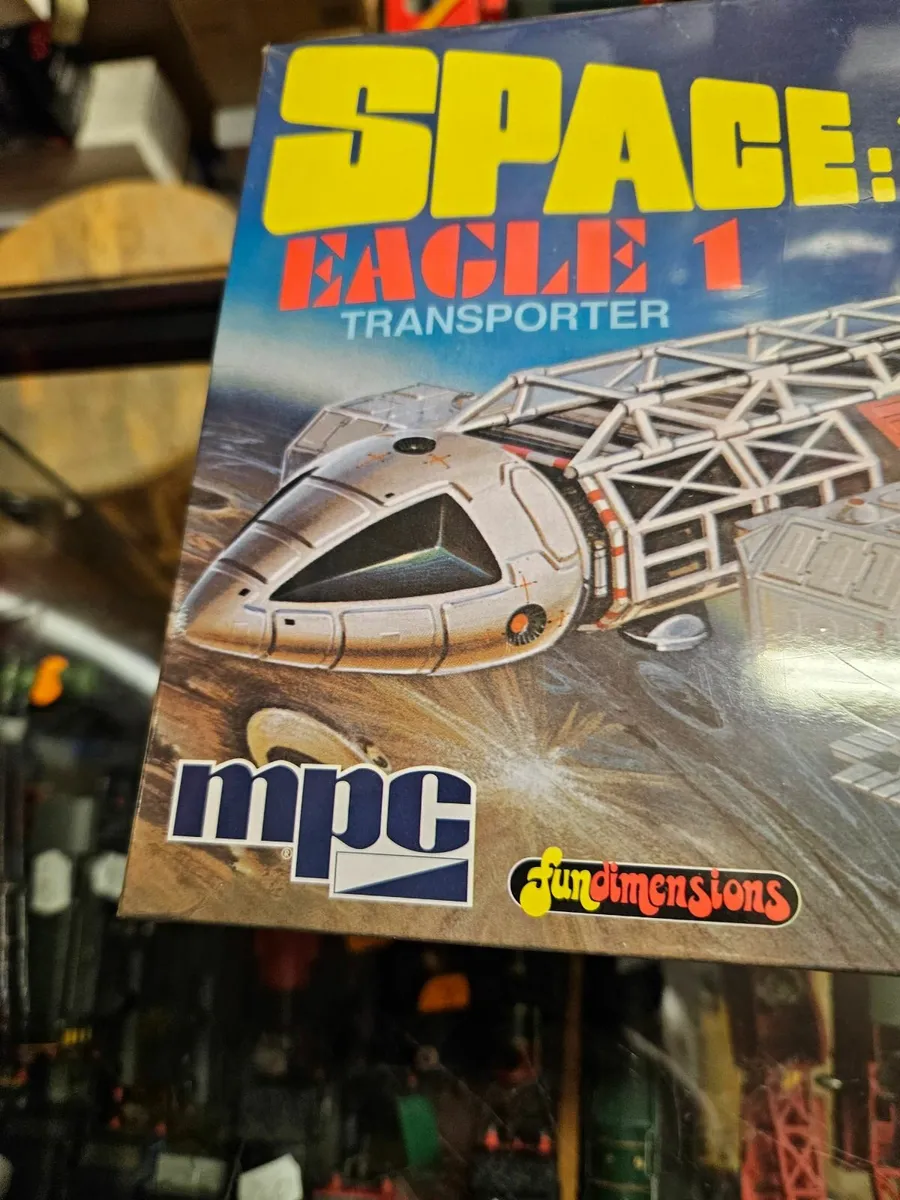 SPACE:
EAGLE 1
TRANSPORTER
mpc
®
fundimensions